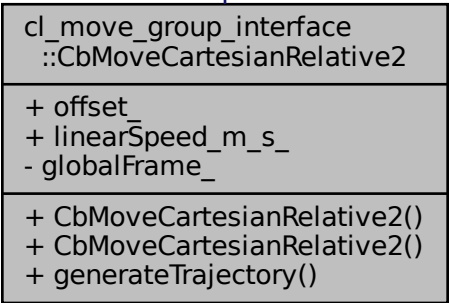 cl_move_group_interface
::CbMoveCartesianRelative2
+ offset_
+ linearSpeed_m_s_
- globalFrame_
+ CbMoveCartesianRelative2()
+ CbMoveCartesianRelative2()
+ generateTrajectory()